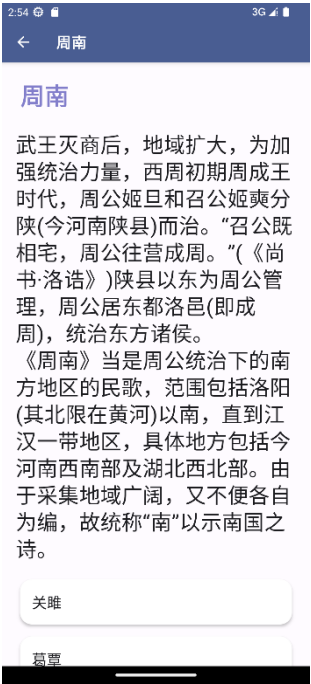 2:54
3G
周南
周南
武王灭商后，地域扩大，为加
强统治力量，西周初期周成王
时代，周公姬旦和召公姬奭分
陕(今河南陕县)而治。“召公既
相宅，周公往营成周。”(《尚
书·洛诰》)陕县以东为周公管
理，周公居东都洛邑(即成
周)，统治东方诸侯。
《周南》当是周公统治下的南
方地区的民歌，范围包括洛阳
(其北限在黄河)以南，直到江
汉一带地区，具体地方包括今
河南西南部及湖北西北部。由
于采集地域广阔，又不便各自
为编，故统称“南”以示南国之
诗。
关雎
葛覃